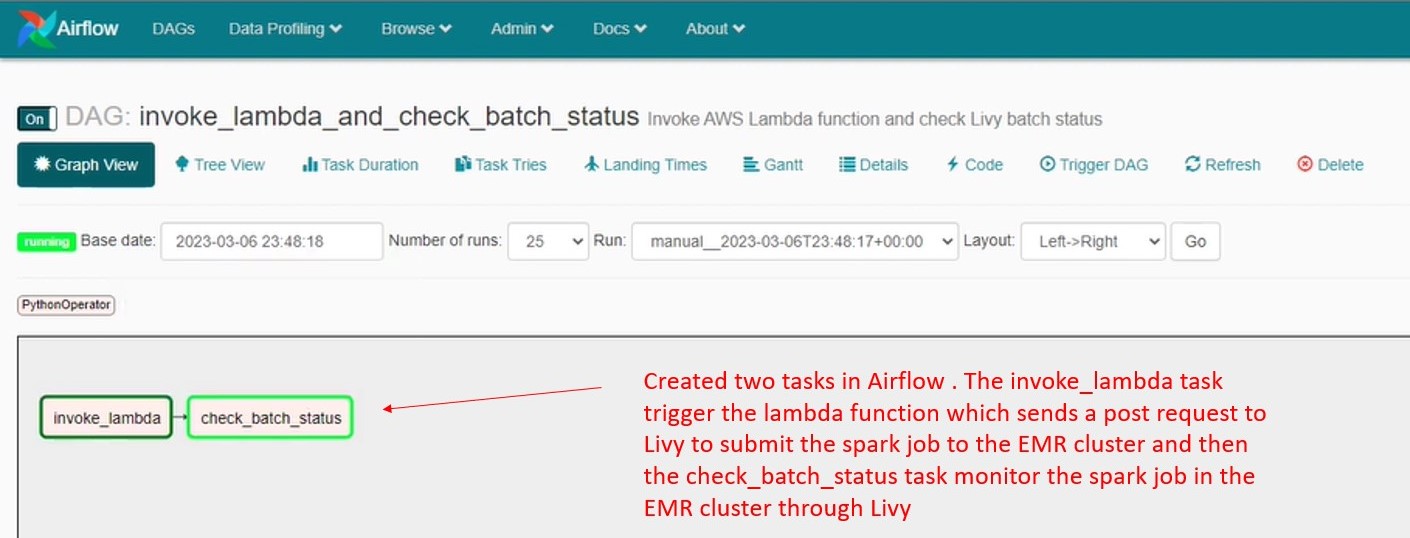 Airflow DAGs Data Profiling Browse Admin Docs About
On DAG: invoke_lambda_and_check_batch_status Invoke AWS Lambda function and check Livy batch status
Graph View Tree View Task Duration Task Tries Landing Times Gantt Details Code Trigger DAG Refresh Delete
running Base date: 2023-03-06 23:48:18 Number of runs: 25 Run: manual__2023-03-06T23:48:17+00:00 Layout: Left->Right Go
PythonOperator
invoke_lambda check_batch_status
Created two tasks in Airflow . The invoke_lambda task
trigger the lambda function which sends a post request to
Livy to submit the spark job to the EMR cluster and then
the check_batch_status task monitor the spark job in the
EMR cluster through Livy